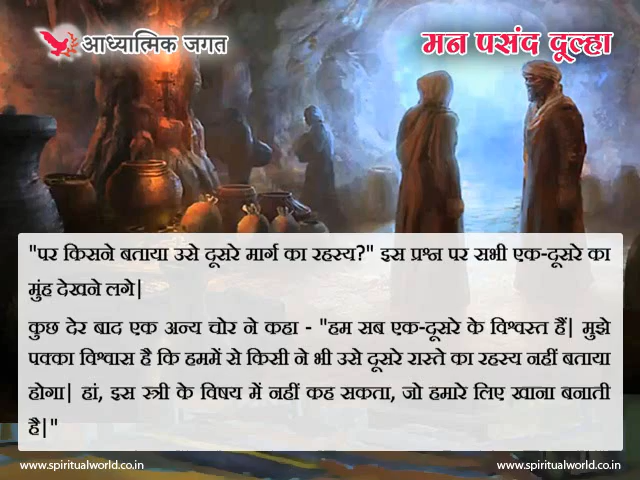 आध्यात्मिक जगत
मन पसंद दूल्हा
"पर किसने बताया उसे दूसरे मार्ग का रहस्य?" इस प्रश्न पर सभी एक-दूसरे का
मुंह देखने लगे|
कुछ देर बाद एक अन्य चोर ने कहा - "हम सब एक-दूसरे के विश्वस्त हैं| मुझे
पक्का विश्वास है कि हममें से किसी ने भी उसे दूसरे रास्ते का रहस्य नहीं बताया
होगा| हां, इस स्त्री के विषय में नहीं कह सकता, जो हमारे लिए खाना बनाती
है|"
www.spiritualworld.co.in
www.spiritualworld.co.in